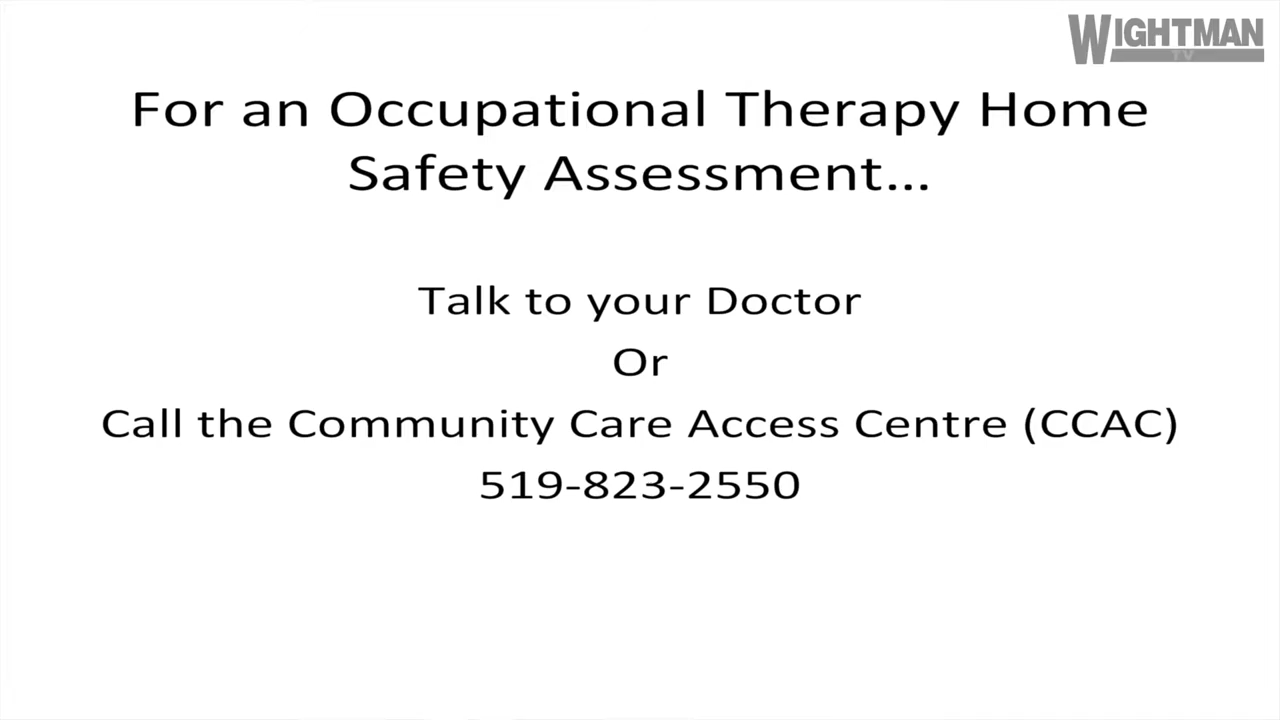 WIGHTMAN
TV
For an Occupational Therapy Home
Safety Assessment...
Talk to your Doctor
Or
Call the Community Care Access Centre (CCAC)
519-823-2550